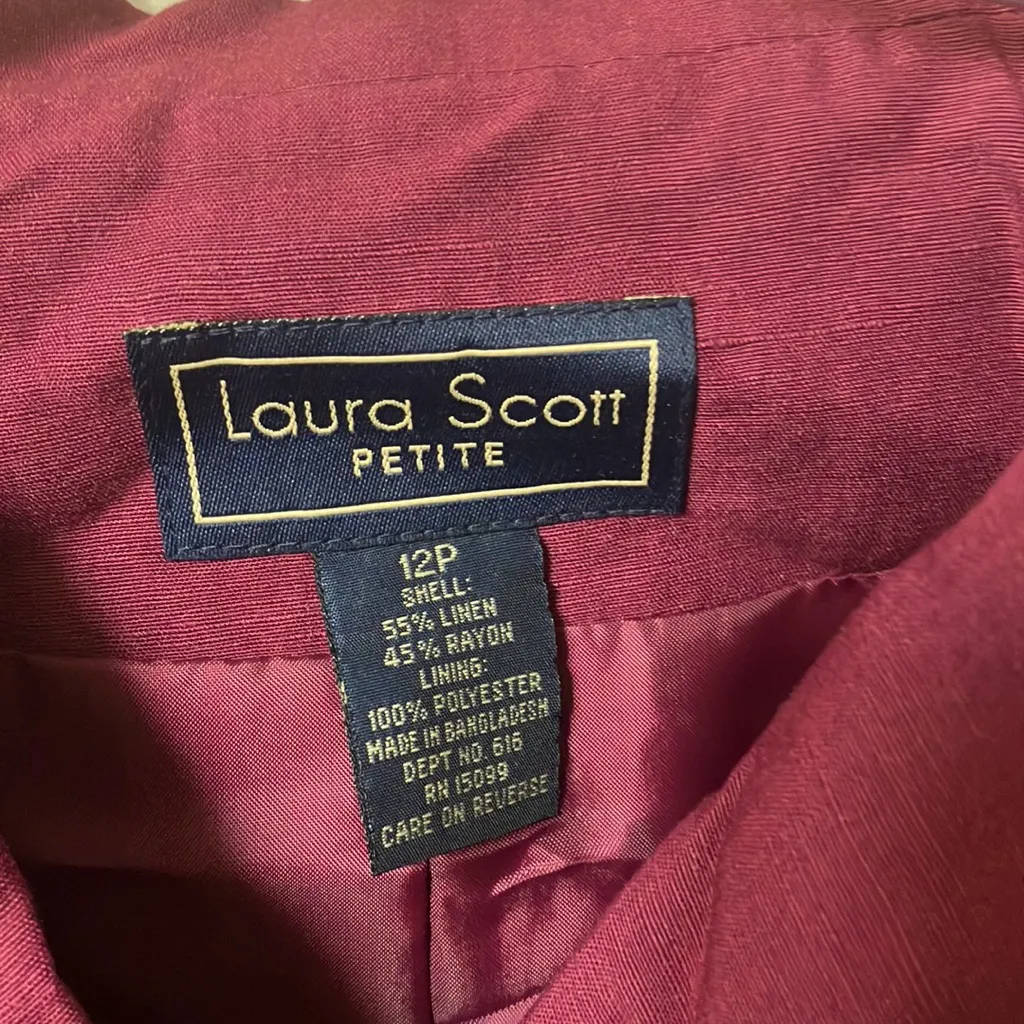 Laura Scott
PETITE
12P
SHELL:
55% LINEN
45% RAYON
LINING:
100% POLYESTER
MADE IN BANGLADESH
DEPT NO. 616
RN 15099
CARE ON REVERSE